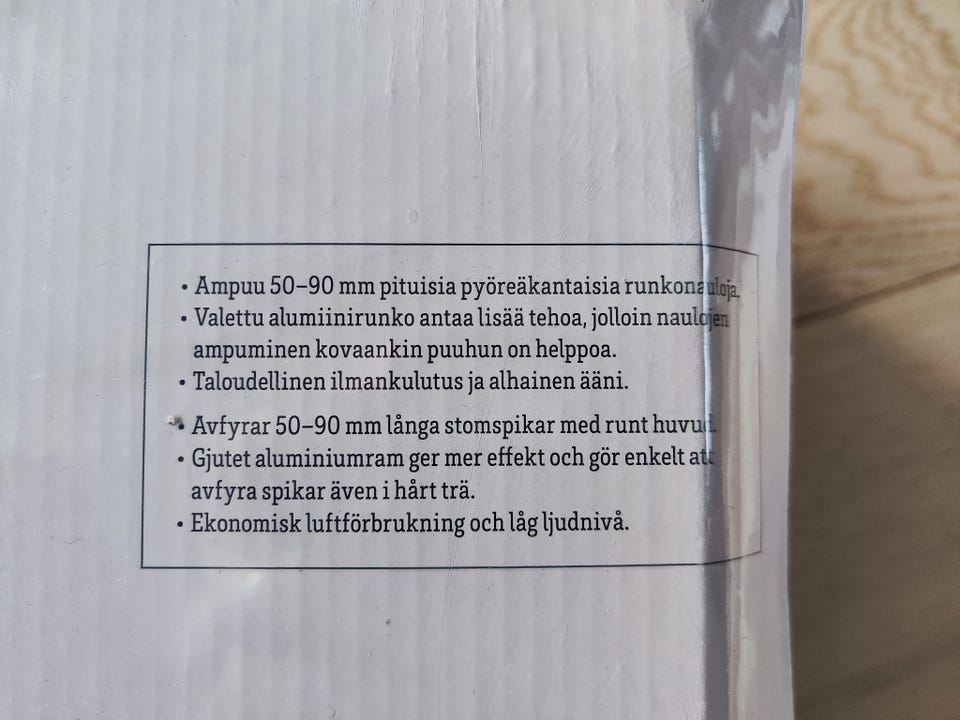 • Ampuu 50–90 mm pituisia pyöreäkantaisia runkonauloja.
• Valettu alumiinirunko antaa lisää tehoa, jolloin naulojen
ampuminen kovaankin puuhun on helppoa.
• Taloudellinen ilmankulutus ja alhainen ääni.
• Avfyrar 50–90 mm långa stomspikar med runt huvud.
• Gjutet aluminiumram ger mer effekt och gör enkelt att
avfyra spikar även i hårt trä.
• Ekonomisk luftförbrukning och låg ljudnivå.